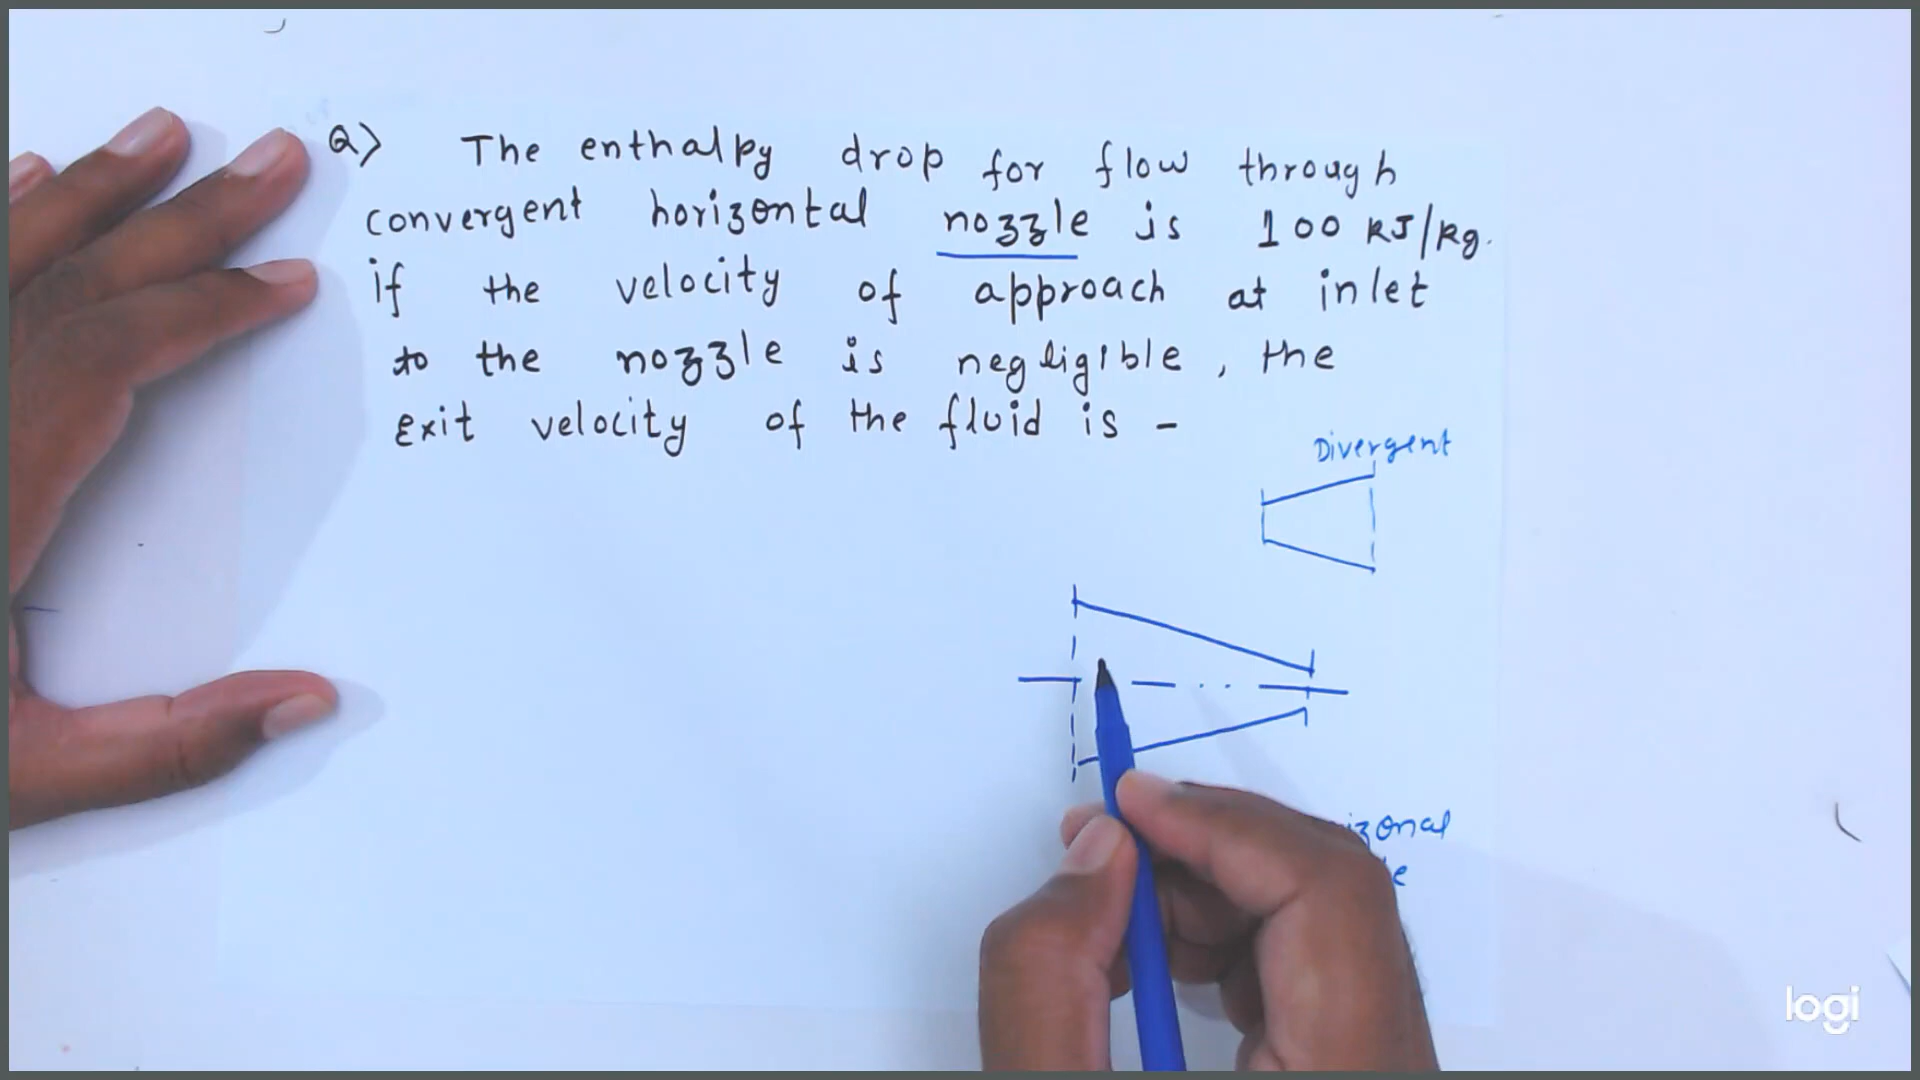 Q) The enthalpy drop for flow through
convergent horizontal nozzle is 100 kJ/kg.
if the velocity of approach at inlet
to the nozzle is negligible, the
exit velocity of the fluid is -
Divergent
logi